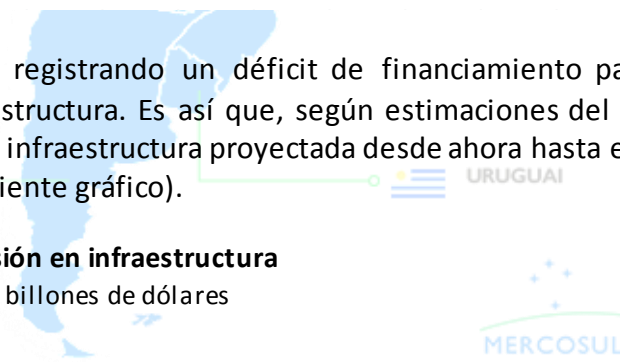 registrando un déficit de financiamiento pa
structura. Es así que, según estimaciones del
infraestructura proyectada desde ahora hasta e
iente gráfico).
URUGUAI
sión en infraestructura
billones de dólares
MERCOSUL